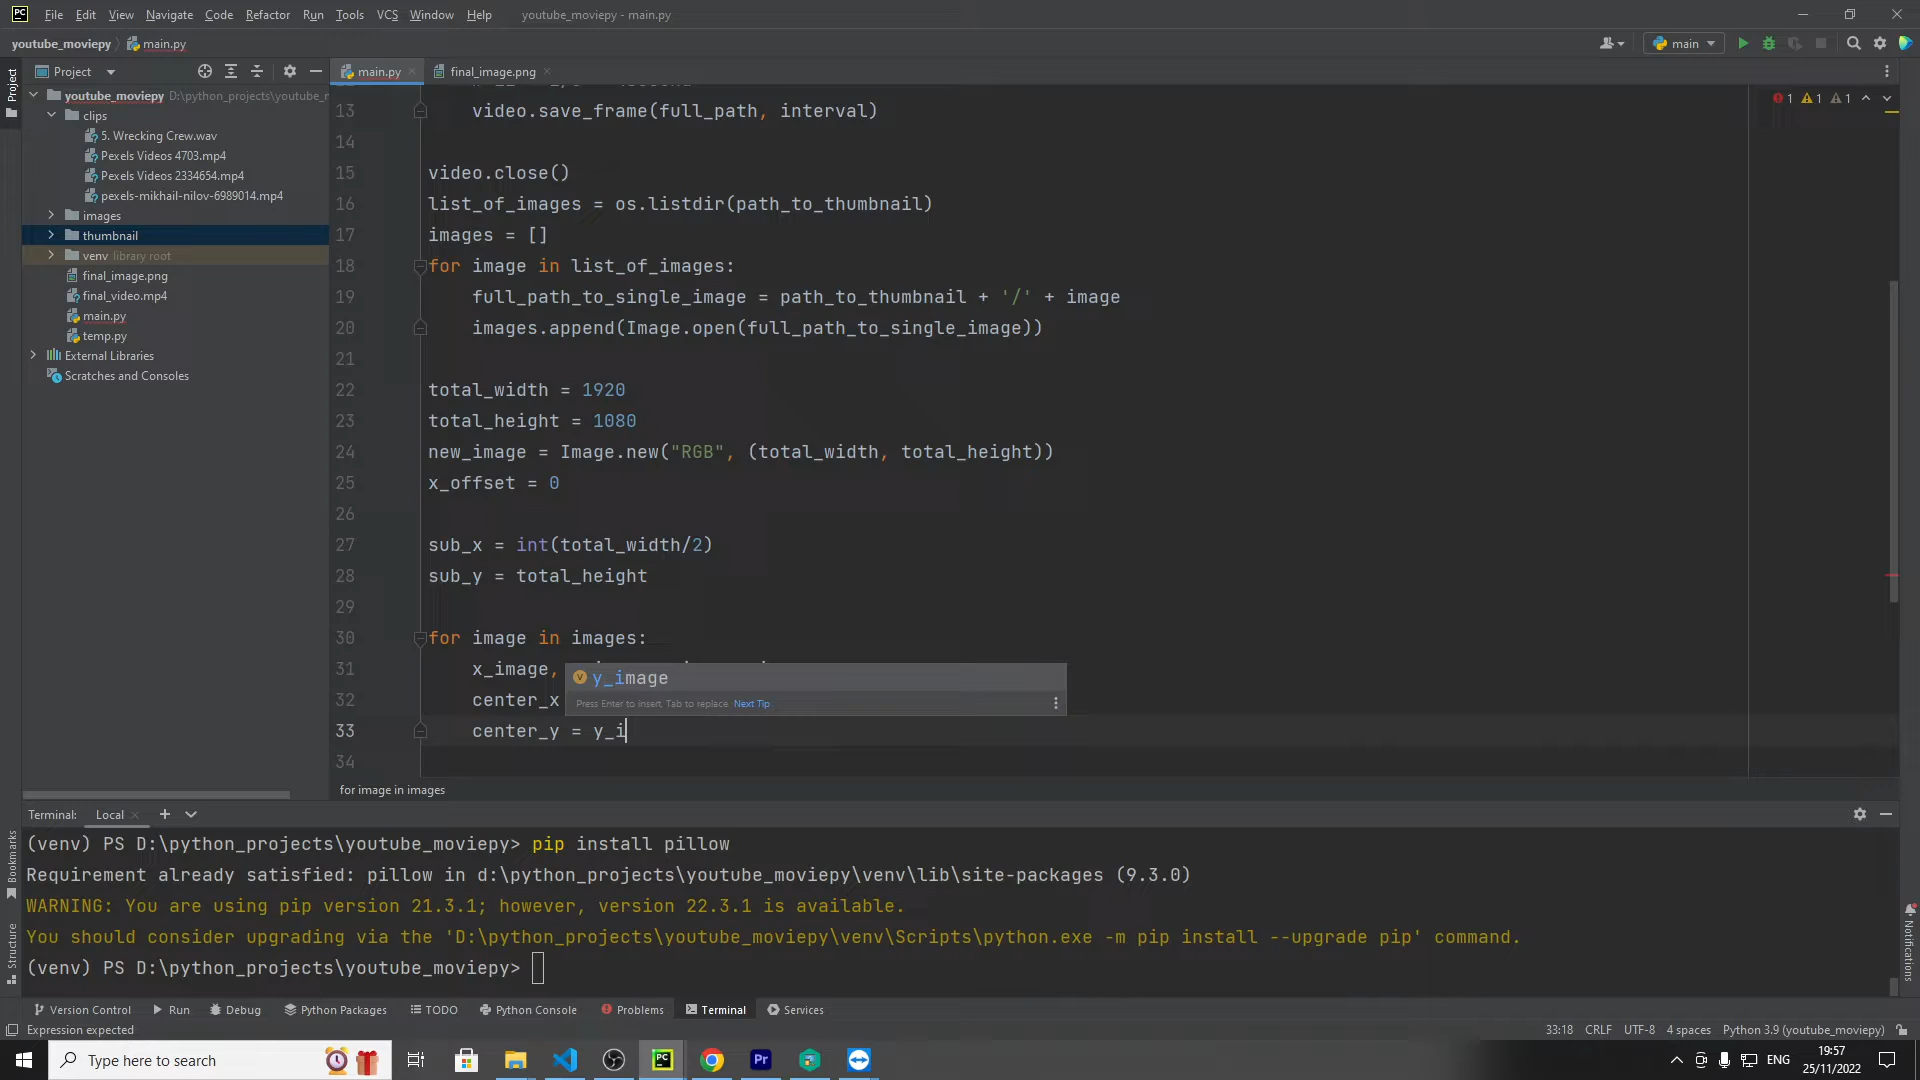 File Edit View Navigate Code Refactor Run Tools VCS Window Help youtube_moviepy - main.py
youtube_moviepy main.py main
Project main.py final_image.png
youtube_moviepy D:\python_projects\youtube_
clips
5. Wrecking Crew.wav
Pexels Videos 4703.mp4
Pexels Videos 2334654.mp4
pexels-mikhail-nilov-6989014.mp4
images
thumbnail
venv library root
final_image.png
final_video.mp4
main.py
temp.py
External Libraries
Scratches and Consoles
Project
1 1 1
13 video.save_frame(full_path, interval)
14
15 video.close()
16 list_of_images = os.listdir(path_to_thumbnail)
17 images = []
18 for image in list_of_images:
19 full_path_to_single_image = path_to_thumbnail + '/' + image
20 images.append(Image.open(full_path_to_single_image))
21
22 total_width = 1920
23 total_height = 1080
24 new_image = Image.new("RGB", (total_width, total_height))
25 x_offset = 0
26
27 sub_x = int(total_width/2)
28 sub_y = total_height
29
30 for image in images:
31 x_image,
32 center_x
33 center_y = y_i
34
y_image
Press Enter to insert, Tab to replace Next Tip
for image in images
Terminal: Local
(venv) PS D:\python_projects\youtube_moviepy> pip install pillow
Requirement already satisfied: pillow in d:\python_projects\youtube_moviepy\venv\lib\site-packages (9.3.0)
WARNING: You are using pip version 21.3.1; however, version 22.3.1 is available.
You should consider upgrading via the 'D:\python_projects\youtube_moviepy\venv\Scripts\python.exe -m pip install --upgrade pip' command.
(venv) PS D:\python_projects\youtube_moviepy>
Bookmarks
Structure
Notifications
Version Control Run Debug Python Packages TODO Python Console Problems Terminal Services
Expression expected 33:18 CRLF UTF-8 4 spaces Python 3.9 (youtube_moviepy)
Type here to search ENG 19:57
25/11/2022